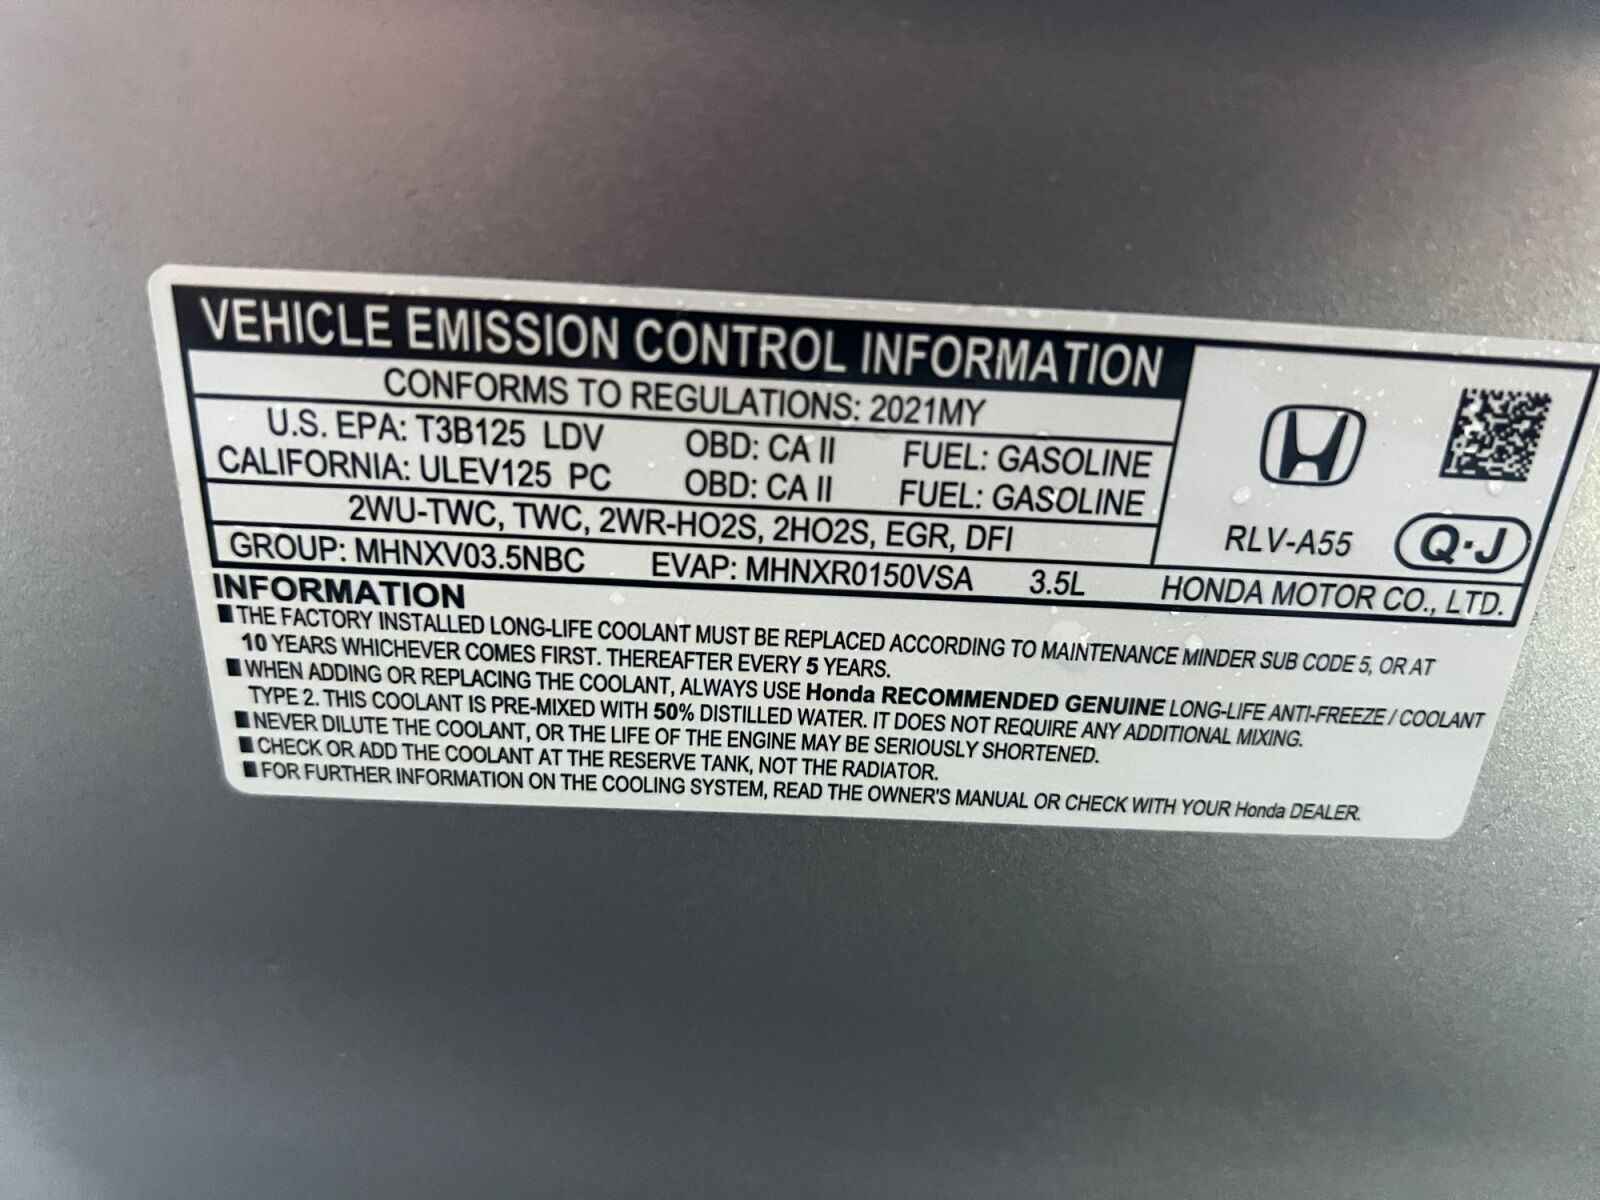 VEHICLE EMISSION CONTROL INFORMATION
CONFORMS TO REGULATIONS: 2021MY
U.S. EPA: T3B125 LDV OBD: CA II FUEL: GASOLINE
CALIFORNIA: ULEV125 PC OBD: CA II FUEL: GASOLINE
2WU-TWC, TWC, 2WR-HO2S, 2HO2S, EGR, DFI
RLV-A55 Q·J
GROUP: MHNXV03.5NBC EVAP: MHNXR0150VSA 3.5L HONDA MOTOR CO., LTD.
INFORMATION
■ THE FACTORY INSTALLED LONG-LIFE COOLANT MUST BE REPLACED ACCORDING TO MAINTENANCE MINDER SUB CODE 5, OR AT
10 YEARS WHICHEVER COMES FIRST. THEREAFTER EVERY 5 YEARS.
■ WHEN ADDING OR REPLACING THE COOLANT, ALWAYS USE Honda RECOMMENDED GENUINE LONG-LIFE ANTI-FREEZE / COOLANT
TYPE 2. THIS COOLANT IS PRE-MIXED WITH 50% DISTILLED WATER. IT DOES NOT REQUIRE ANY ADDITIONAL MIXING.
■ NEVER DILUTE THE COOLANT, OR THE LIFE OF THE ENGINE MAY BE SERIOUSLY SHORTENED.
■ CHECK OR ADD THE COOLANT AT THE RESERVE TANK, NOT THE RADIATOR.
■ FOR FURTHER INFORMATION ON THE COOLING SYSTEM, READ THE OWNER'S MANUAL OR CHECK WITH YOUR Honda DEALER.